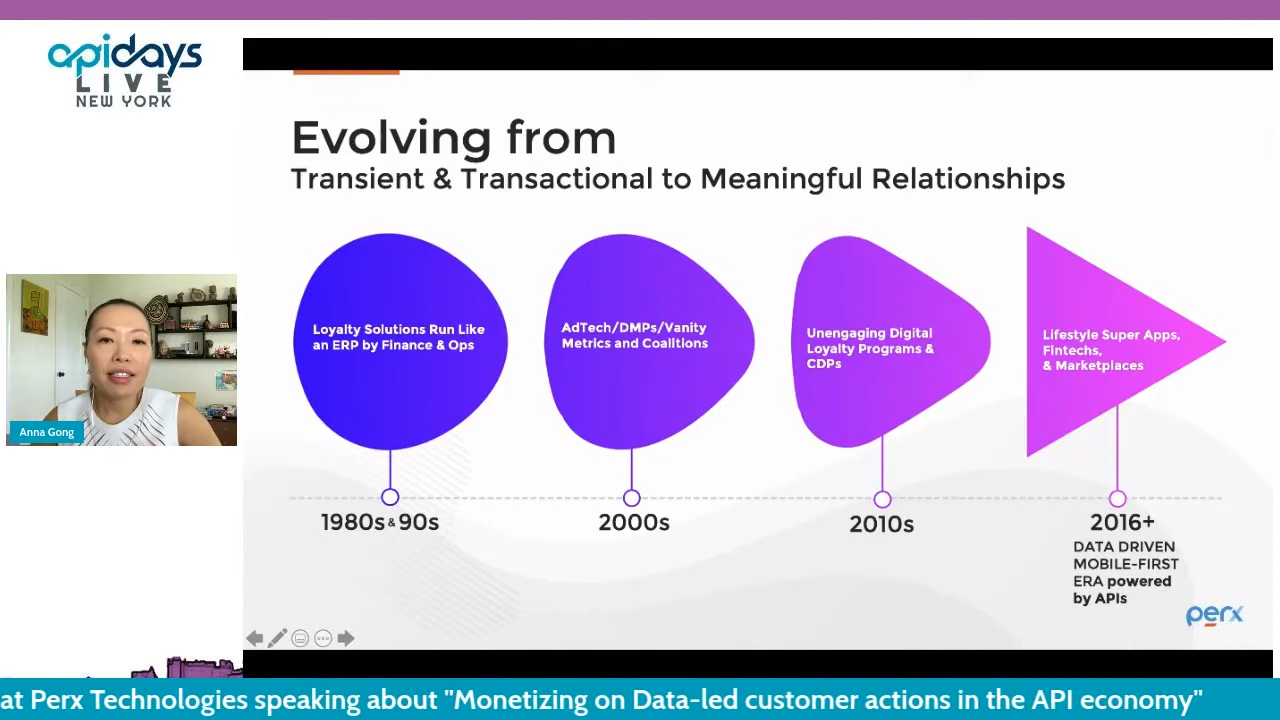 apidays
LIVE
NEW YORK
Evolving from
Transient & Transactional to Meaningful Relationships
Loyalty Solutions Run Like
an ERP by Finance & Ops
AdTech/DMPs/Vanity
Metrics and Coalitions
Unengaging Digital
Loyalty Programs &
CDPs
Lifestyle Super Apps,
Fintechs,
& Marketplaces
1980s & 90s
2000s
2010s
2016+
DATA DRIVEN
MOBILE-FIRST
ERA powered
by APIs
perx
Anna Gong
at Perx Technologies speaking about "Monetizing on Data-led customer actions in the API economy"